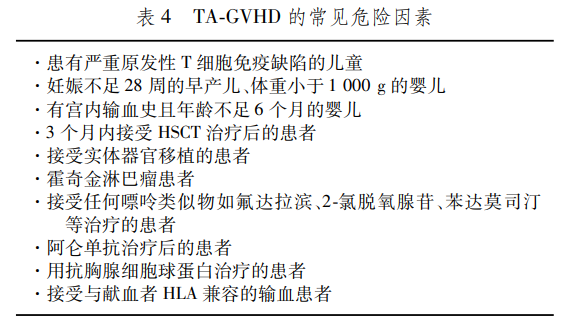 表 4 TA-GVHD 的常见危险因素
·患有严重原发性 T 细胞免疫缺陷的儿童
·妊娠不足 28 周的早产儿、体重小于 1 000 g 的婴儿
·有宫内输血史且年龄不足 6 个月的婴儿
·3 个月内接受 HSCT 治疗后的患者
·接受实体器官移植的患者
·霍奇金淋巴瘤患者
·接受任何嘌呤类似物如氟达拉滨、2-氯脱氧腺苷、苯达莫司汀
等治疗的患者
·阿仑单抗治疗后的患者
·用抗胸腺细胞球蛋白治疗的患者
·接受与献血者 HLA 兼容的输血患者